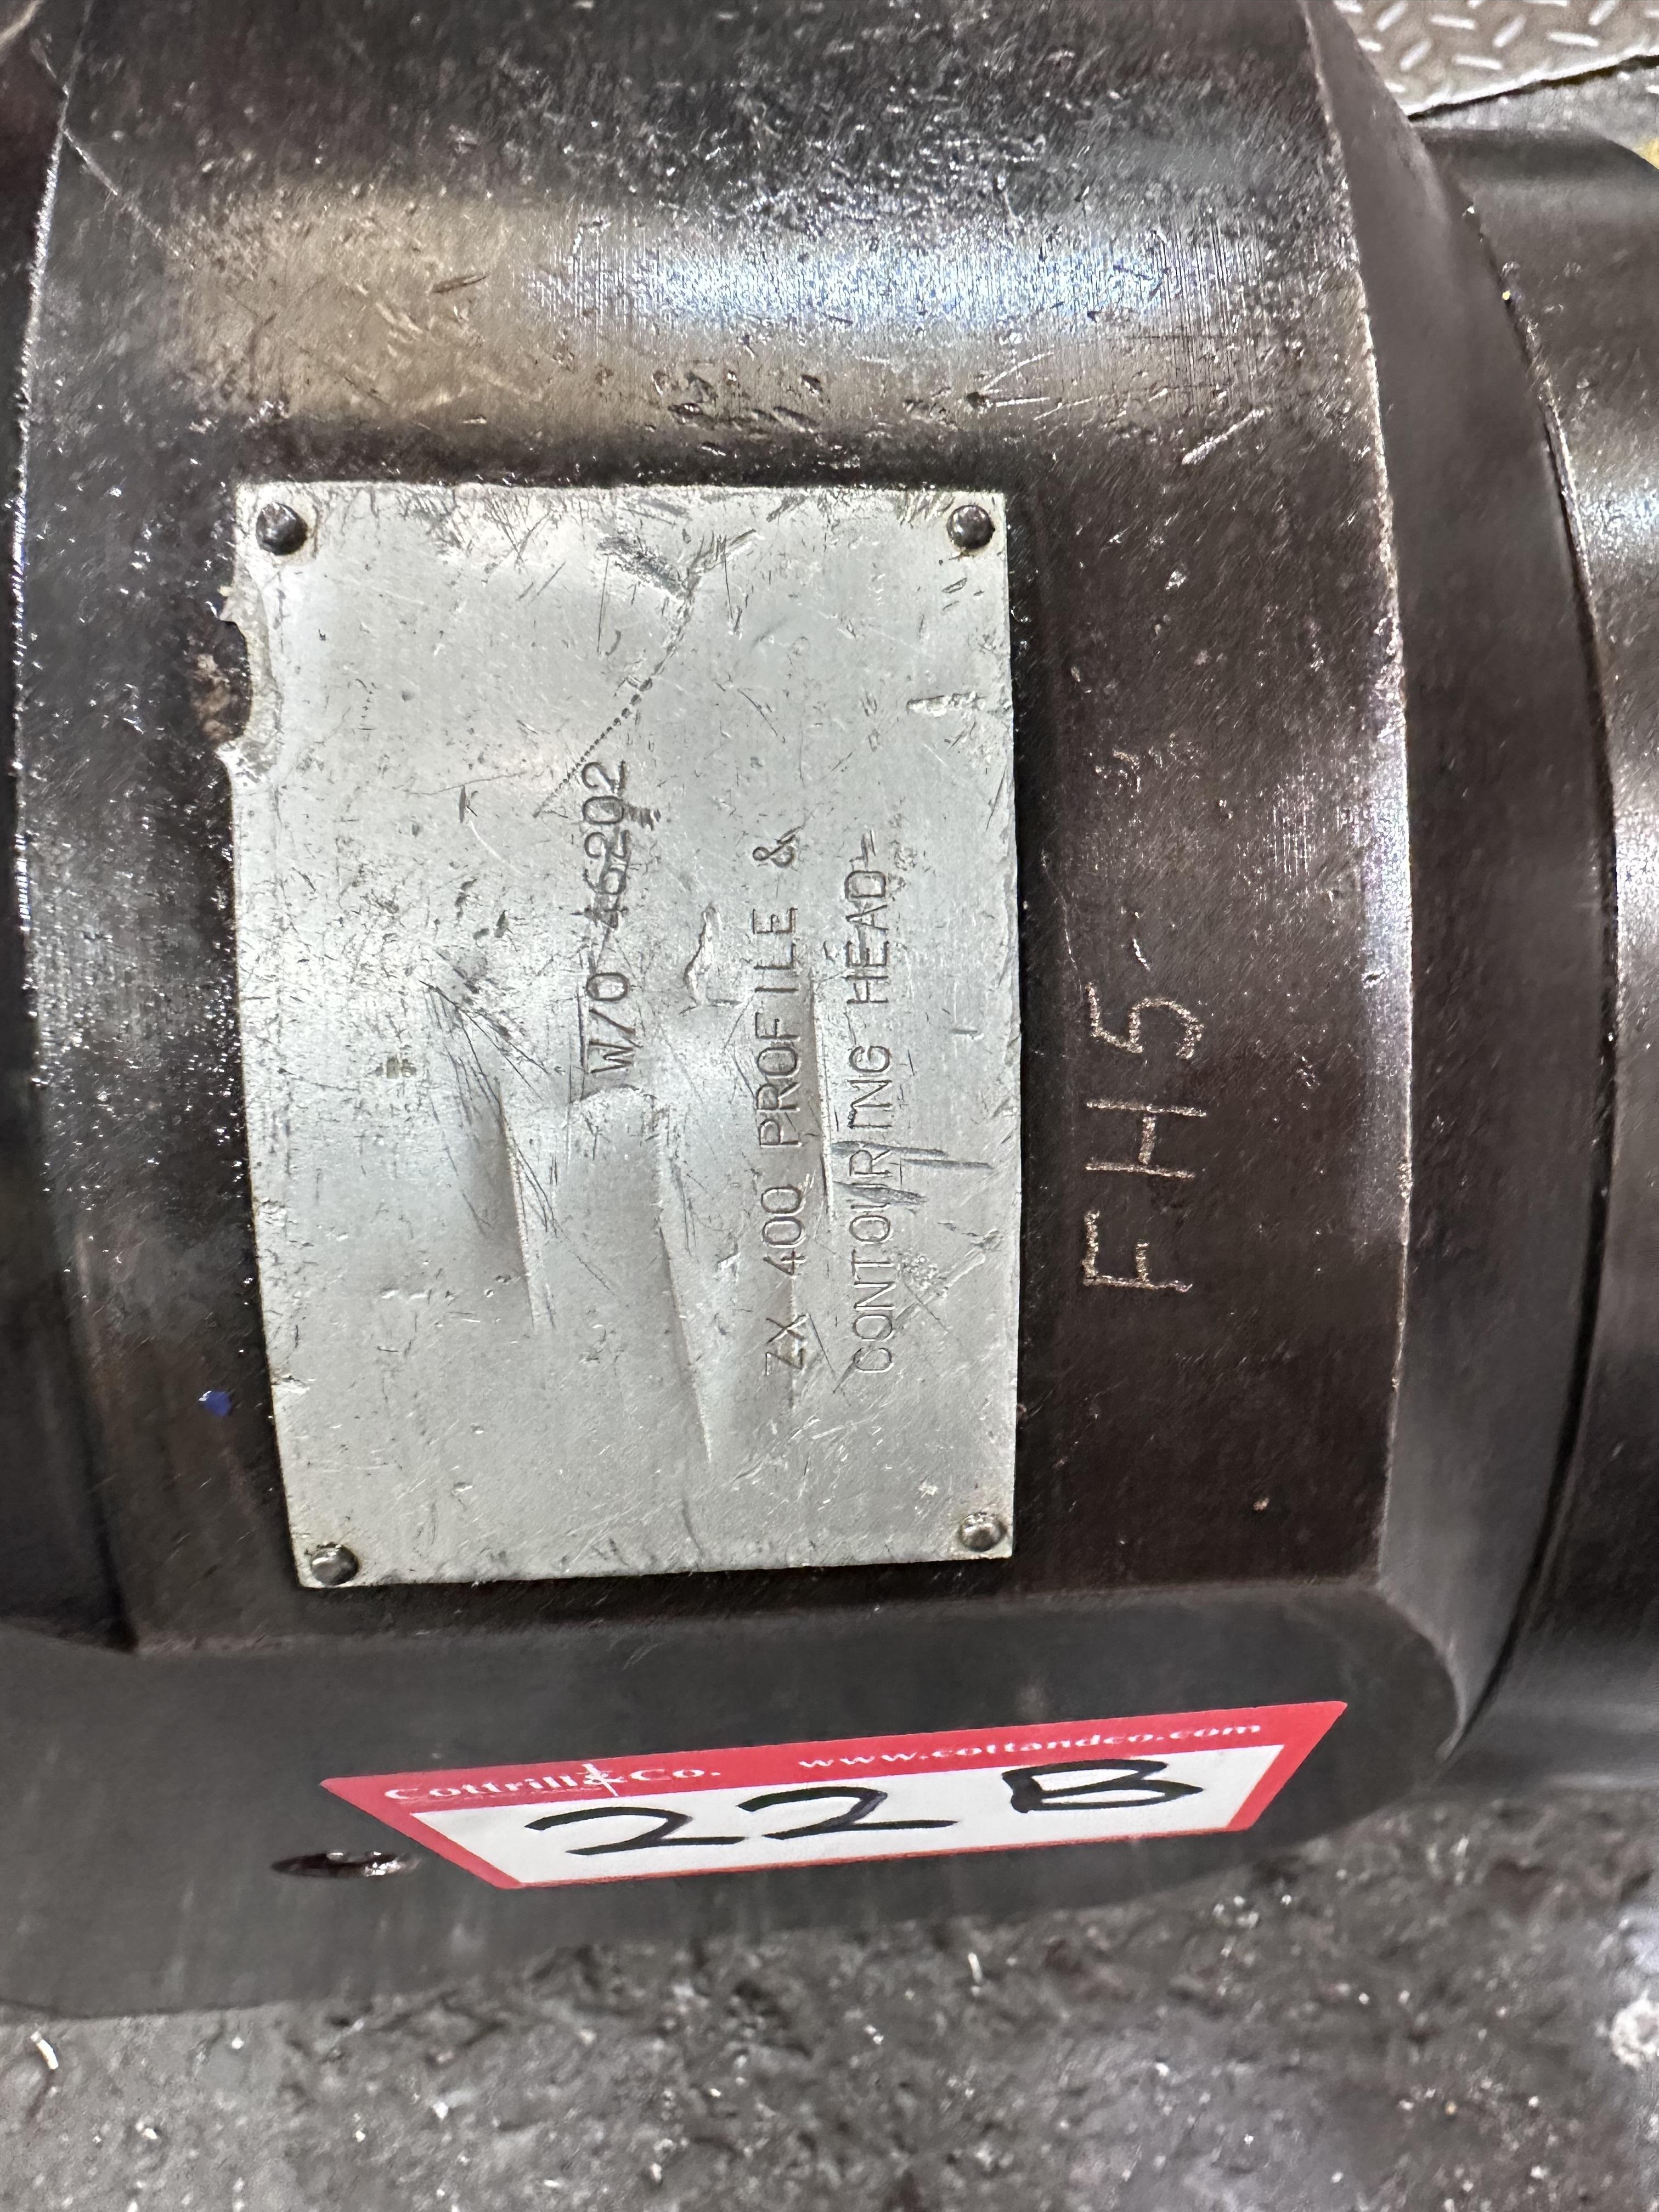 W/O 46202
ZX 400 PROFILE &
CONTOURING HEAD
FH5
Cottrill&Co. www.cottandco.com
22B